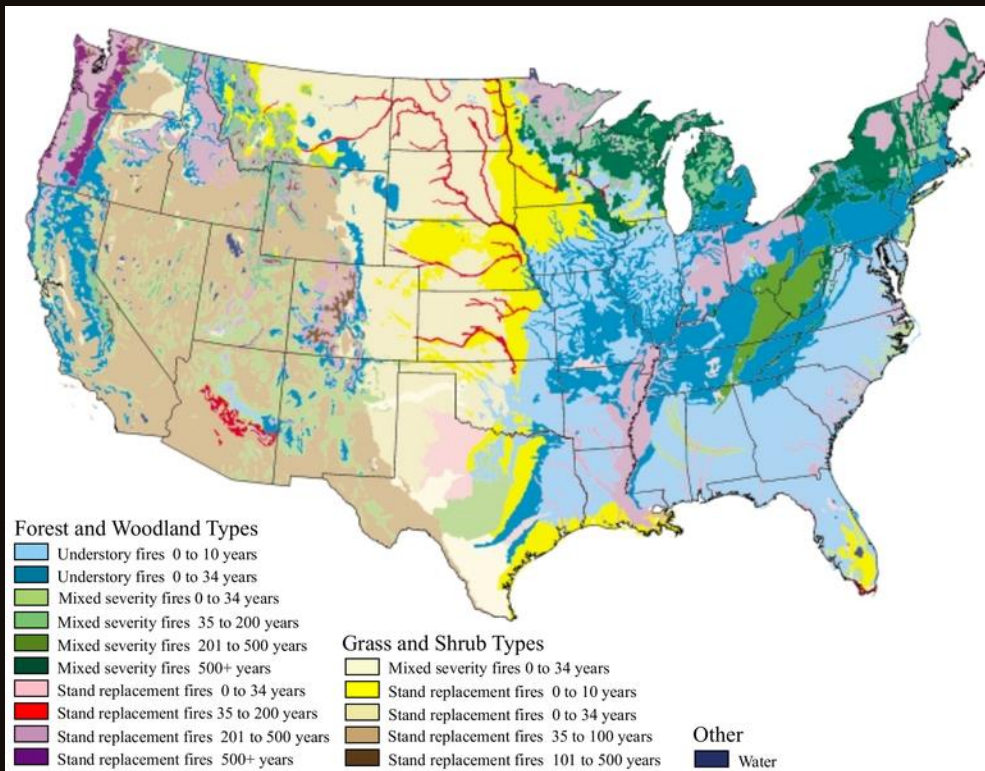 Forest and Woodland Types
Understory fires 0 to 10 years
Understory fires 0 to 34 years
Mixed severity fires 0 to 34 years
Mixed severity fires 35 to 200 years
Mixed severity fires 201 to 500 years
Mixed severity fires 500+ years
Stand replacement fires 0 to 34 years
Stand replacement fires 35 to 200 years
Stand replacement fires 201 to 500 years
Stand replacement fires 500+ years
Grass and Shrub Types
Mixed severity fires 0 to 34 years
Stand replacement fires 0 to 10 years
Stand replacement fires 0 to 34 years
Stand replacement fires 35 to 100 years
Stand replacement fires 101 to 500 years
Other
Water